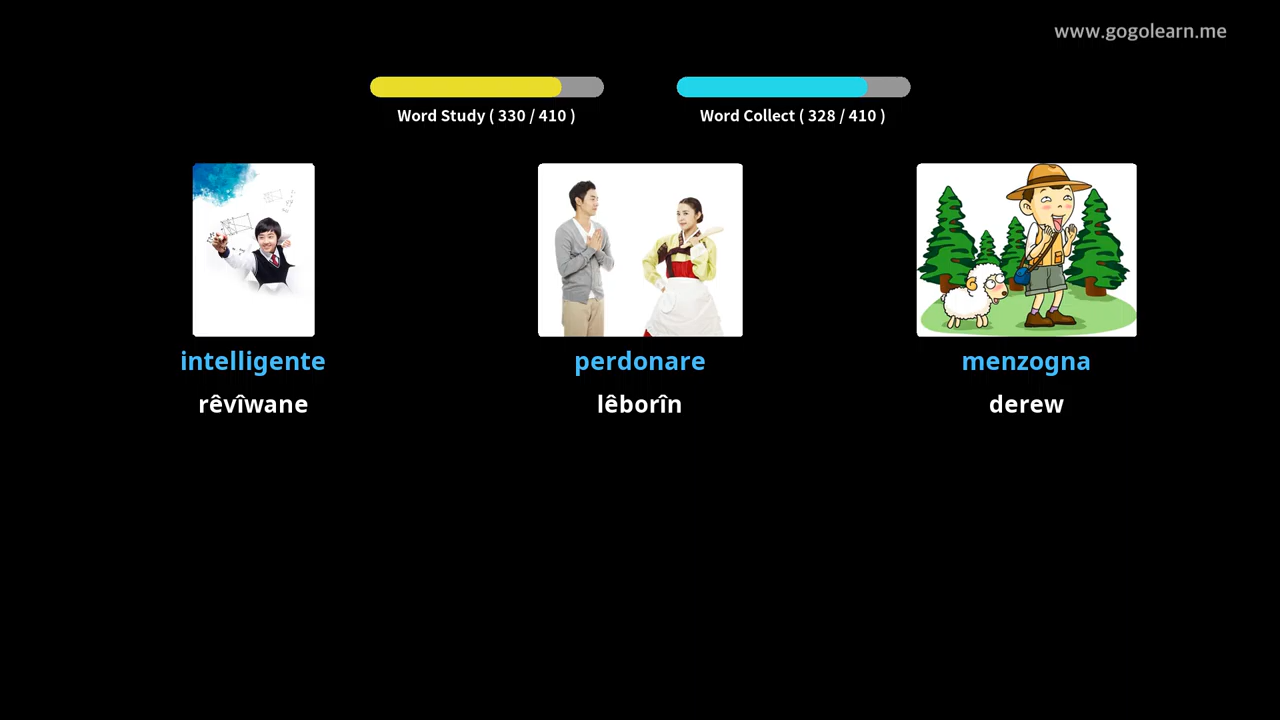 www.gogolearn.me
Word Study ( 330 / 410 )
Word Collect ( 328 / 410 )
intelligente
perdonare
menzogna
rêvîwane
lêborîn
derew